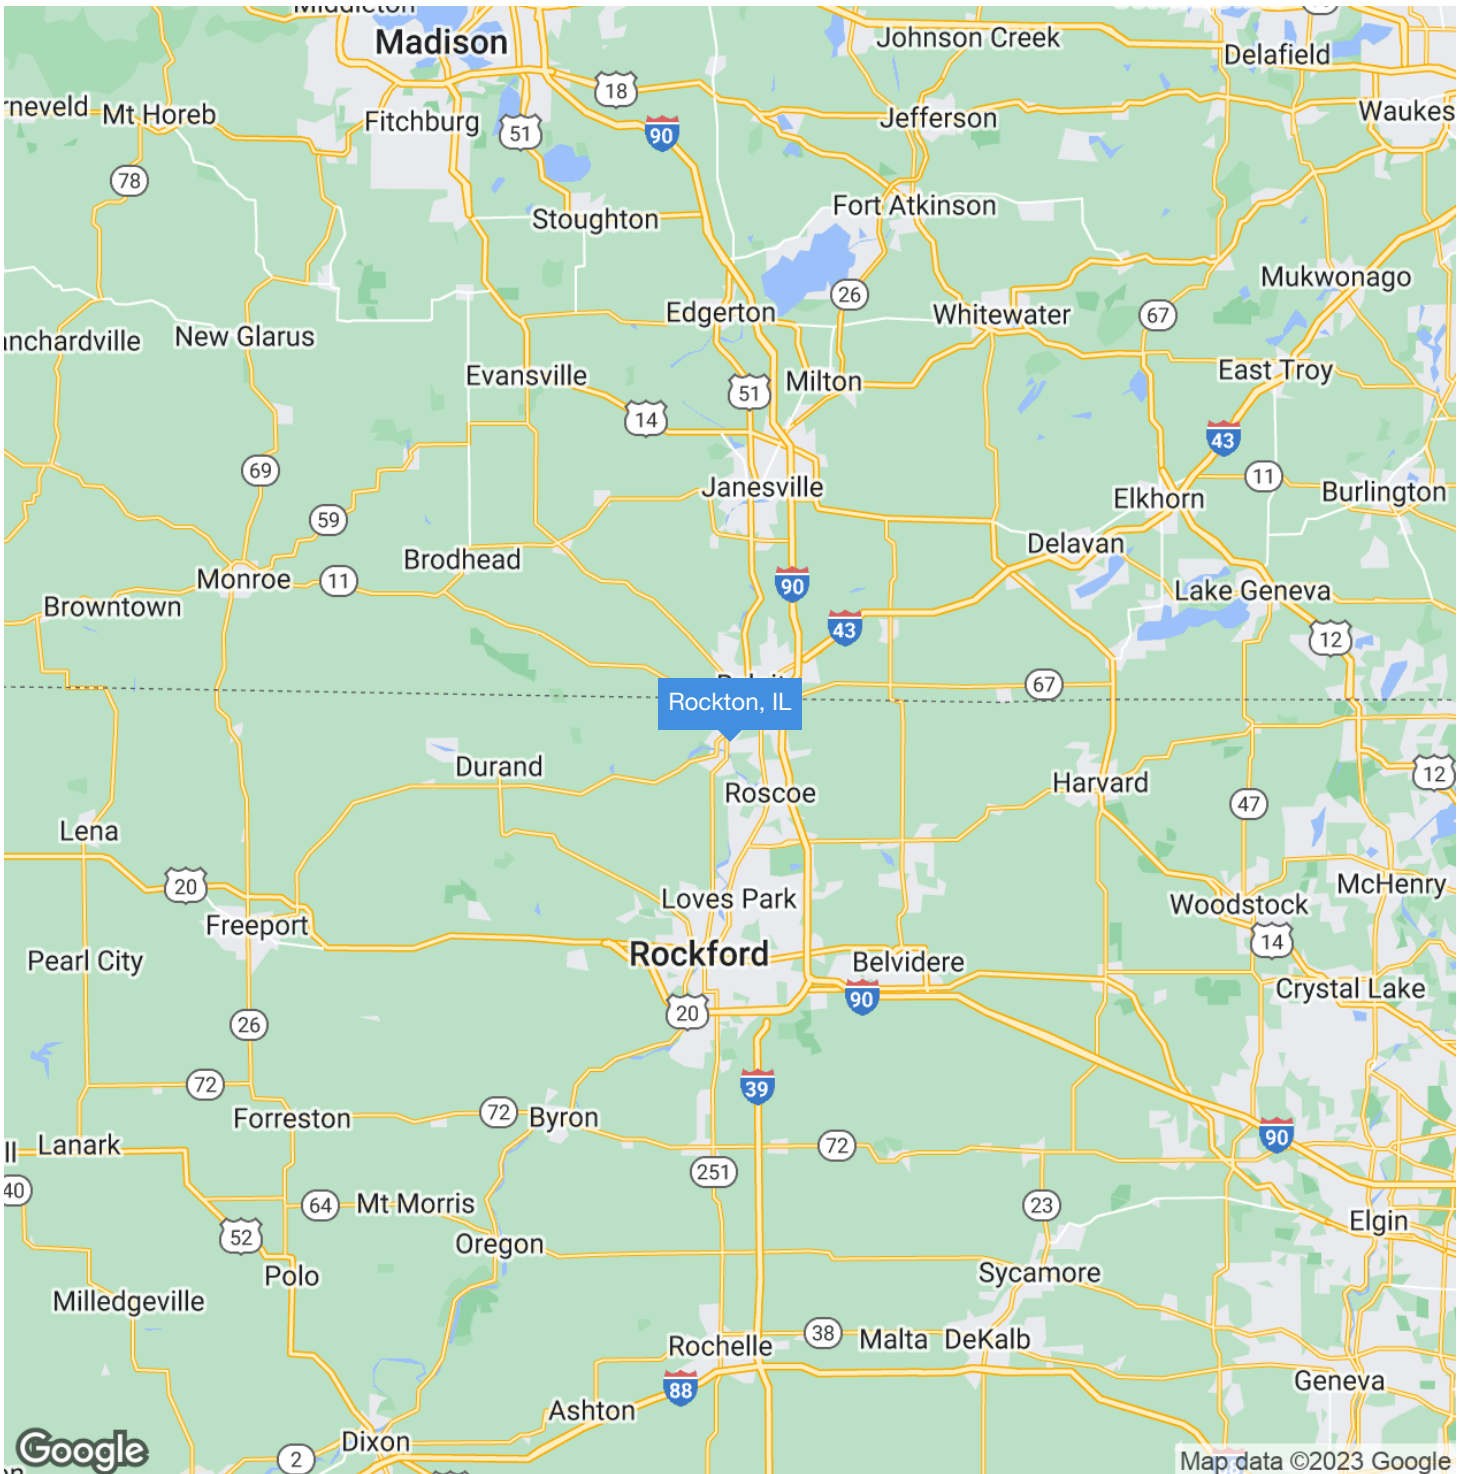 Middleton
Madison
Johnson Creek
Delafield
18
rneveld
Mt Horeb
Fitchburg
51
90
Jefferson
Waukes
78
Stoughton
Fort Atkinson
Mukwonago
26
Edgerton
Whitewater
67
nchardville
New Glarus
Evansville
51
Milton
East Troy
14
43
69
Janesville
11
Elkhorn
Burlington
59
Delavan
Brodhead
Monroe
11
90
Lake Geneva
Browntown
43
12
67
Rockton, IL
Durand
Roscoe
Harvard
12
47
Lena
20
Loves Park
McHenry
Woodstock
Freeport
14
Rockford
Pearl City
Belvidere
90
Crystal Lake
20
26
72
39
Forreston
72
Byron
90
ll
Lanark
72
251
40
64
Mt Morris
23
52
Elgin
Oregon
Polo
Sycamore
Milledgeville
38
Malta
DeKalb
Rochelle
88
Geneva
Ashton
Dixon
Google
2
Map data ©2023 Google